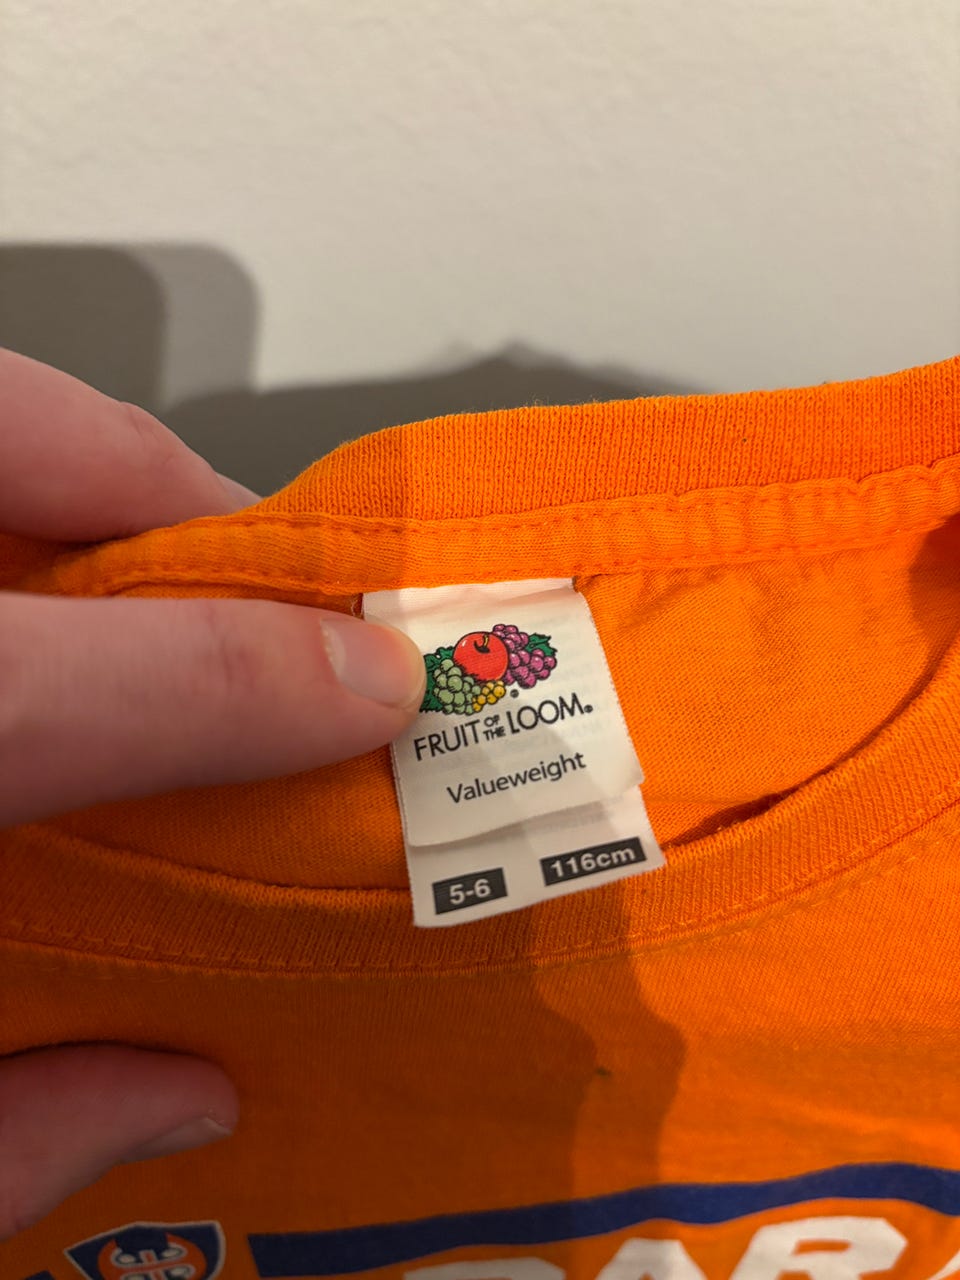 FRUIT OF THE LOOM®
Valueweight
5-6 116cm